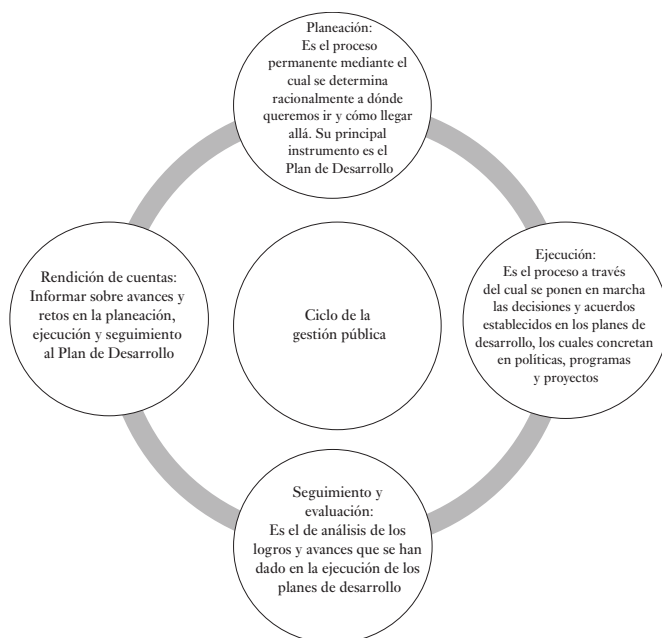 Planeación:
Es el proceso
permanente mediante el
cual se determina
racionalmente a dónde
queremos ir y cómo llegar
allá. Su principal
instrumento es el
Plan de Desarrollo
Rendición de cuentas:
Informar sobre avances y
retos en la planeación,
ejecución y seguimiento
al Plan de Desarrollo
Ciclo de la
gestión pública
Ejecución:
Es el proceso a través
del cual se ponen en marcha
las decisiones y acuerdos
establecidos en los planes de
desarrollo, los cuales concretan
en políticas, programas
y proyectos
Seguimiento y
evaluación:
Es el de análisis de los
logros y avances que se han
dado en la ejecución de los
planes de desarrollo